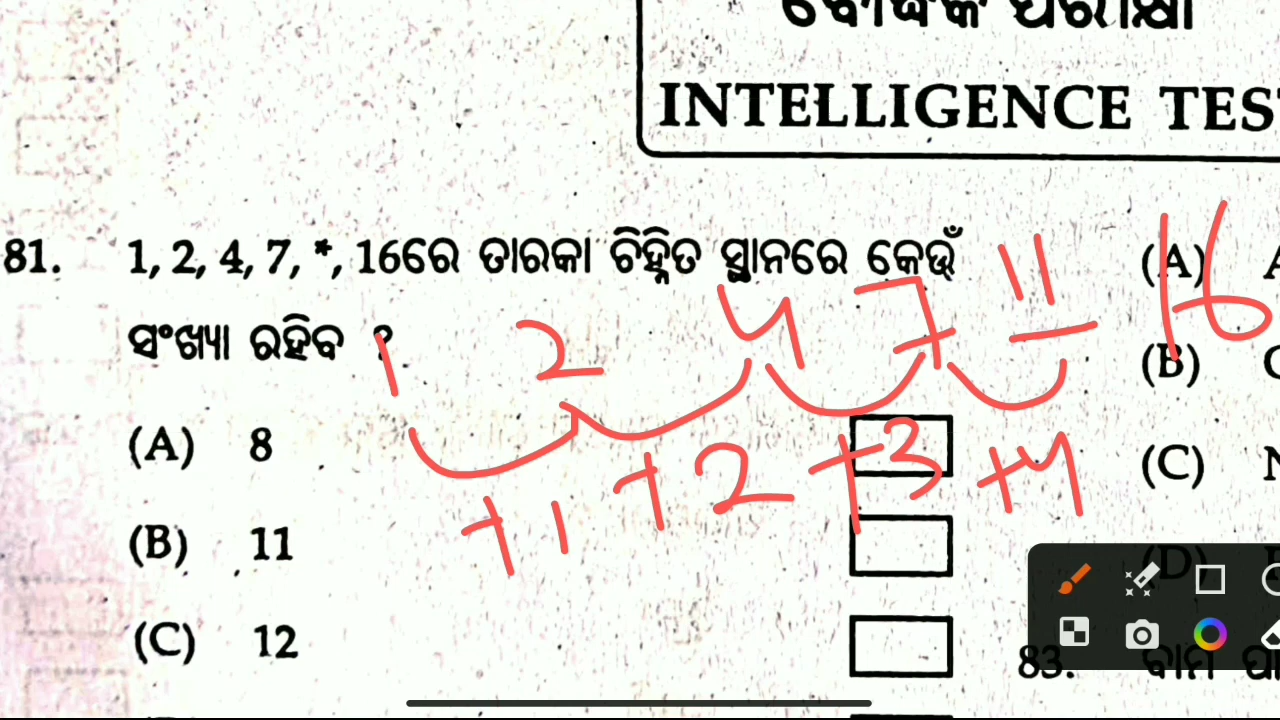 ବୌଦ୍ଧିକ ପରୀକ୍ଷା
INTELLIGENCE TES
81. 1, 2, 4, 7, *, 16ରେ ତାରକା ଚିହ୍ନିତ ସ୍ଥାନରେ କେଉଁ
ସଂଖ୍ୟା ରହିବ ?
(A) 8
(B) 11
(C) 12
1 2 4 7 11 16
+1 +2 +3 +4
(A)
(B)
(C)
(D)
83. ବାମ